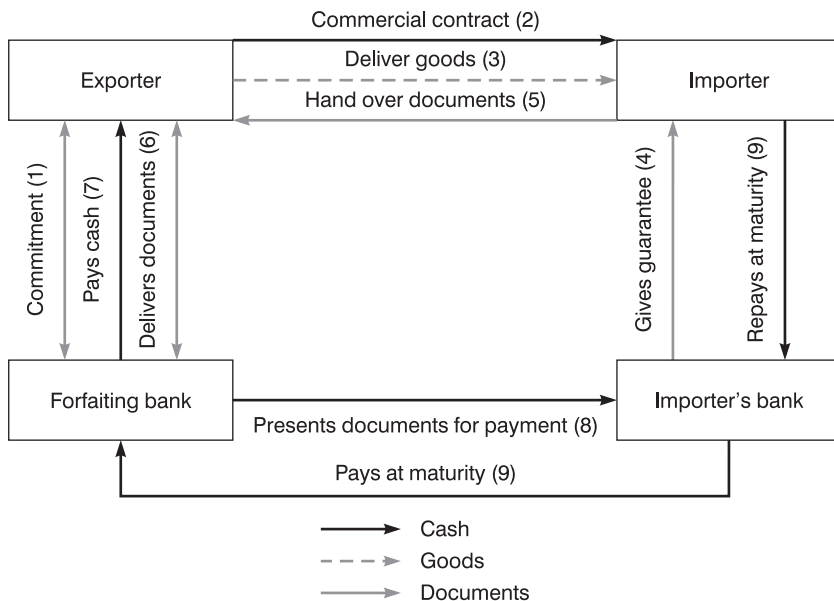 Commercial contract (2)
Deliver goods (3)
Exporter
Importer
Hand over documents (5)
Commitment (1)
Pays cash (7)
Delivers documents (6)
Gives guarantee (4)
Repays at maturity (9)
Forfaiting bank
Importer's bank
Presents documents for payment (8)
Pays at maturity (9)
Cash
Goods
Documents